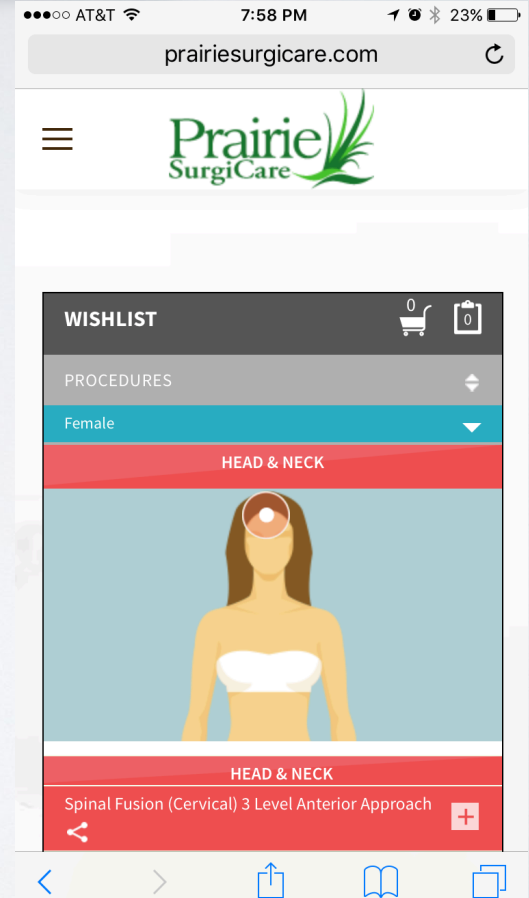 AT&T 7:58 PM 23%
prairiesurgicare.com
Prairie
SurgiCare
WISHLIST 0 0
PROCEDURES
Female
HEAD & NECK
HEAD & NECK
Spinal Fusion (Cervical) 3 Level Anterior Approach